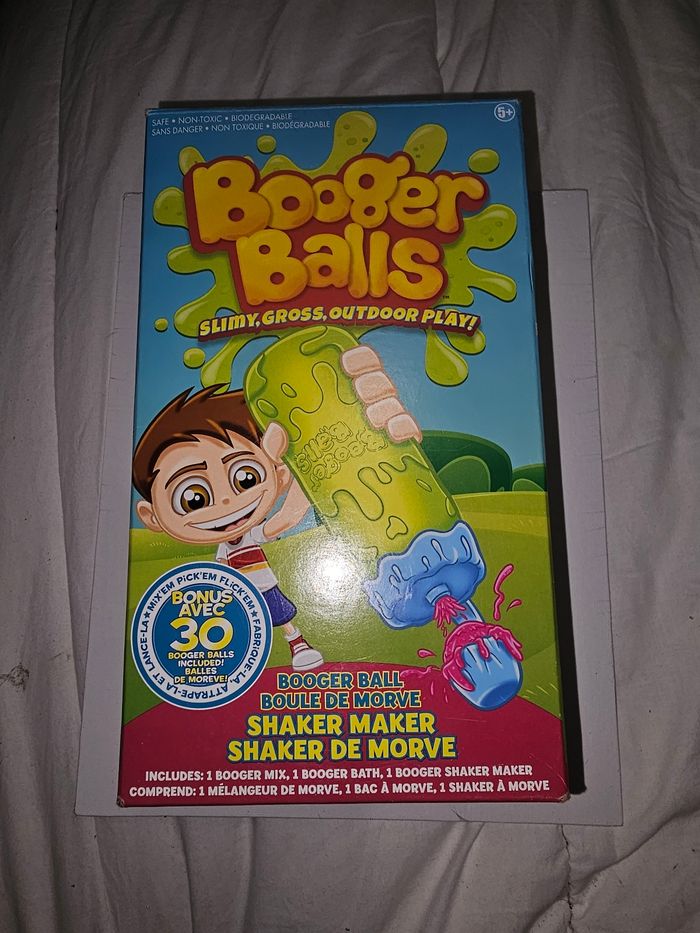 SAFE • NON-TOXIC • BIODEGRADABLE
SANS DANGER • NON TOXIQUE • BIODÉGRADABLE
5+
Booger
Balls
™
SLIMY, GROSS, OUTDOOR PLAY!
Booger
Balls
MIX'EM PICK'EM FLICK'EM
BONUS
AVEC
30
BOOGER BALLS
INCLUDED!
BALLES
DE MOREVE!
FABRIQUE-LA, ATTRAPE-LA ET LANCE-LA
BOOGER BALL
BOULE DE MORVE
SHAKER MAKER
SHAKER DE MORVE
INCLUDES: 1 BOOGER MIX, 1 BOOGER BATH, 1 BOOGER SHAKER MAKER
COMPREND: 1 MÉLANGEUR DE MORVE, 1 BAC À MORVE, 1 SHAKER À MORVE